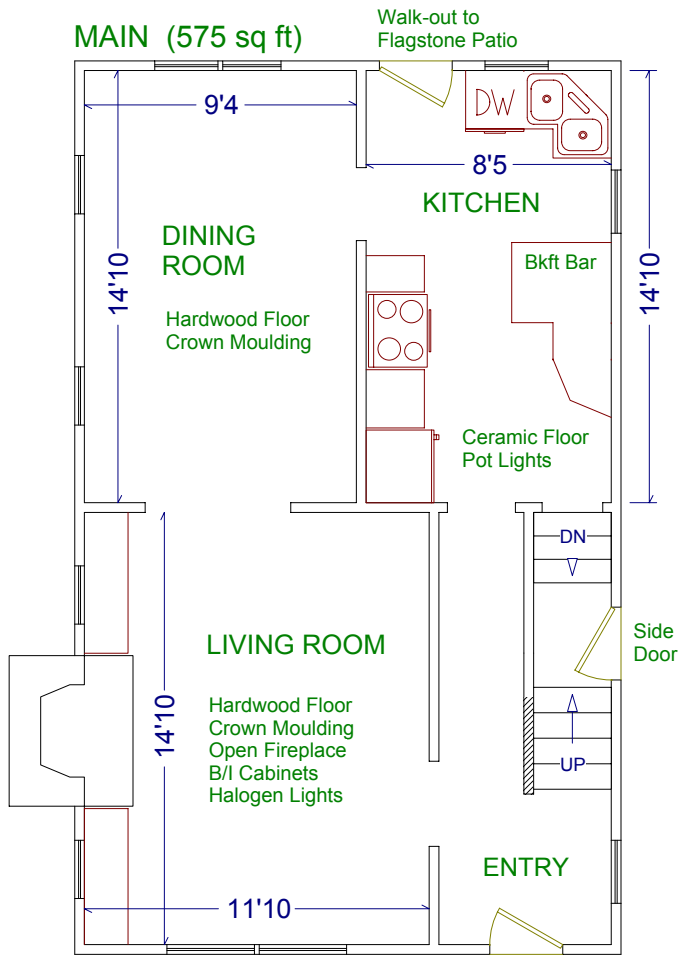 MAIN (575 sq ft)
Walk-out to
Flagstone Patio
9'4
DW
8'5
KITCHEN
DINING
ROOM
Bkft Bar
14'10
14'10
Hardwood Floor
Crown Moulding
Ceramic Floor
Pot Lights
DN
LIVING ROOM
Side
Door
Hardwood Floor
Crown Moulding
Open Fireplace
B/I Cabinets
Halogen Lights
14'10
UP
ENTRY
11'10